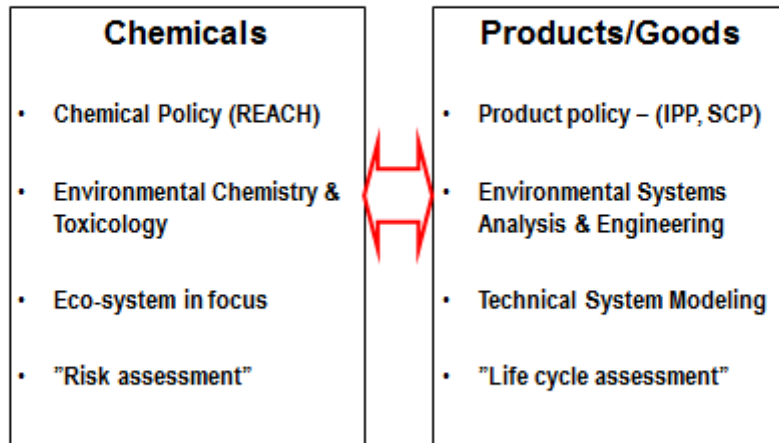 Chemicals
• Chemical Policy (REACH)
• Environmental Chemistry &
Toxicology
• Eco-system in focus
• ”Risk assessment”
Products/Goods
• Product policy – (IPP, SCP)
• Environmental Systems
Analysis & Engineering
• Technical System Modeling
• ”Life cycle assessment”